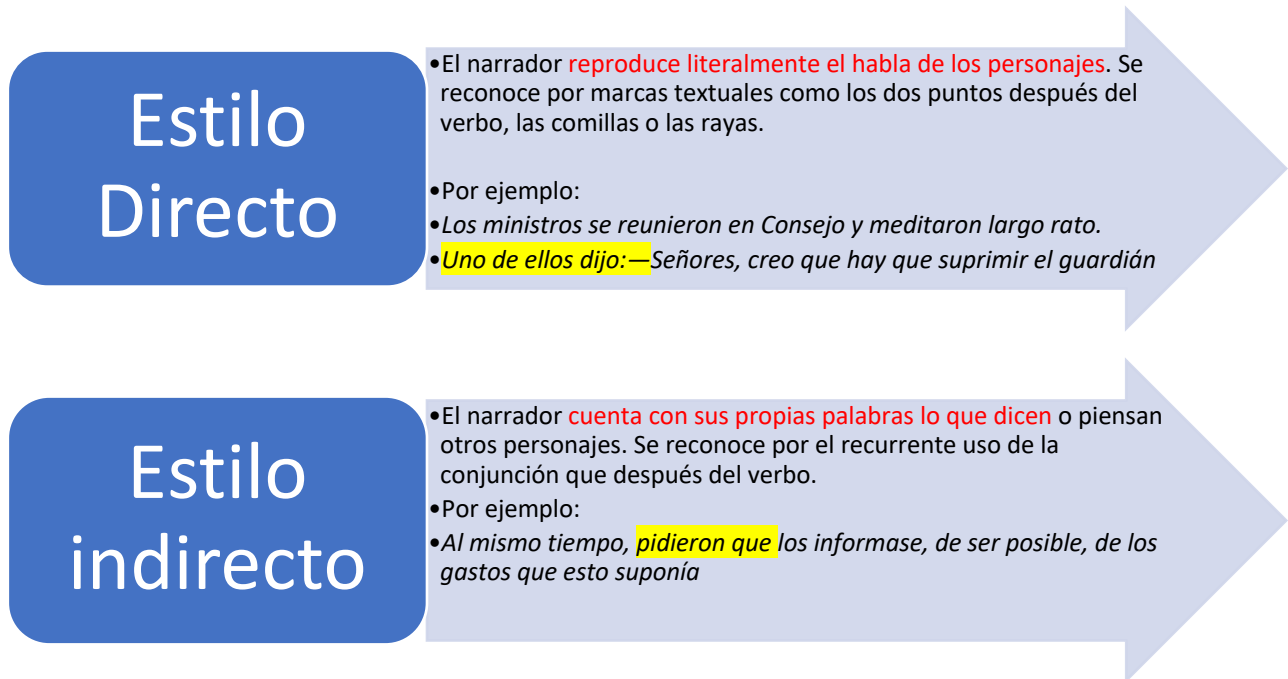 Estilo
Directo
•El narrador reproduce literalmente el habla de los personajes. Se
reconoce por marcas textuales como los dos puntos después del
verbo, las comillas o las rayas.
•Por ejemplo:
•Los ministros se reunieron en Consejo y meditaron largo rato.
•Uno de ellos dijo:—Señores, creo que hay que suprimir el guardián
Estilo
indirecto
•El narrador cuenta con sus propias palabras lo que dicen o piensan
otros personajes. Se reconoce por el recurrente uso de la
conjunción que después del verbo.
•Por ejemplo:
•Al mismo tiempo, pidieron que los informase, de ser posible, de los
gastos que esto suponía